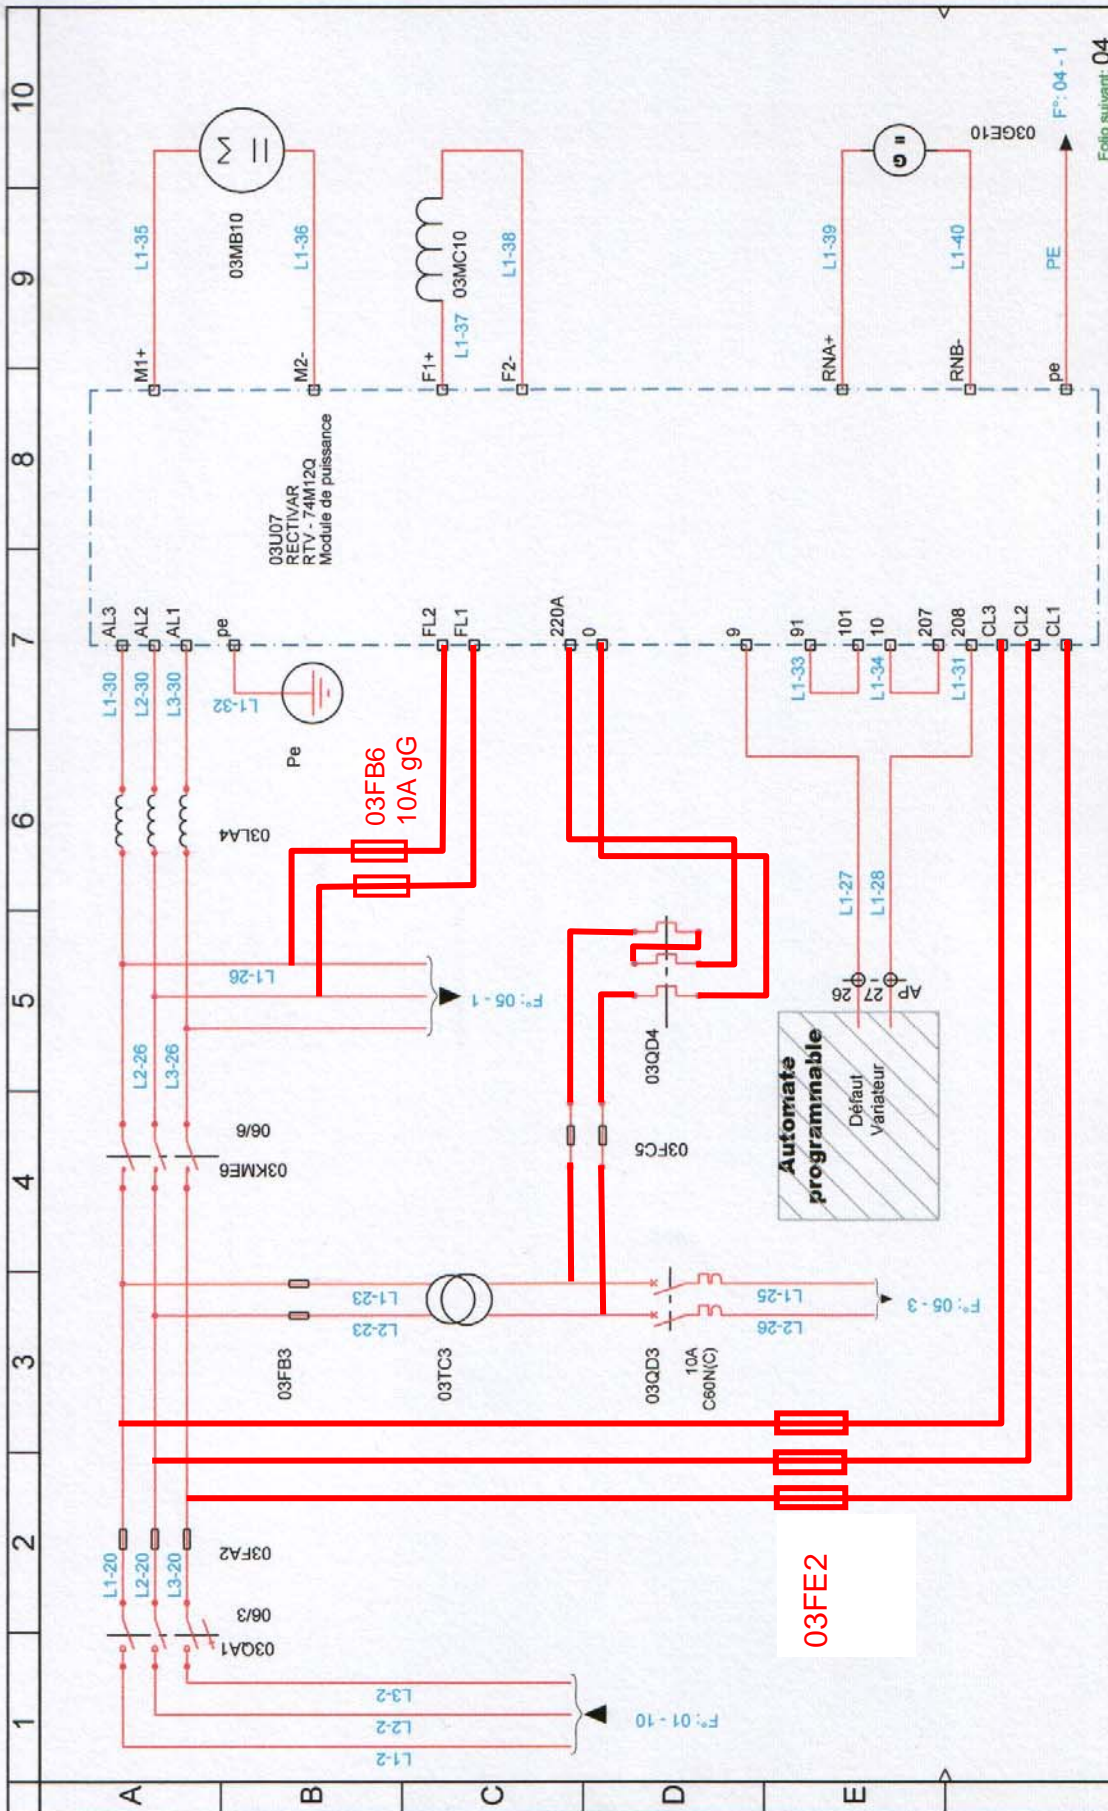 1
2
3
4
5
6
7
8
9
10
A
B
C
D
E
L1-2
L2-2
L3-2
F°: 01 - 10
03QA1
06/3
L1-20
L2-20
L3-20
03FA2
03FE2
03FB3
L1-23
L2-23
03TC3
03QD3
10A
C60N(C)
L1-25
L2-26
F°: 05 - 3
03KME6
06/6
L2-26
L3-26
L1-26
F°: 05 - 1
03FC5
03QD4
Automate
programmable
Défaut
Variateur
26
27
AP
L1-27
L1-28
03LA4
03FB6
10A gG
Pe
L1-30
L2-30
L3-30
L1-32
L1-33
L1-34
L1-31
AL3
AL2
AL1
pe
FL2
FL1
220A
0
9
91
101
10
207
208
CL3
CL2
CL1
03U07
RECTIVAR
RTV - 74M12Q
Module de puissance
M1+
M2-
F1+
F2-
RNA+
RNB-
pe
L1-35
L1-36
L1-37
L1-38
L1-39
L1-40
PE
03MB10
M
03MC10
G
=
03GE10
F°: 04 - 1
Folio suivant: 04